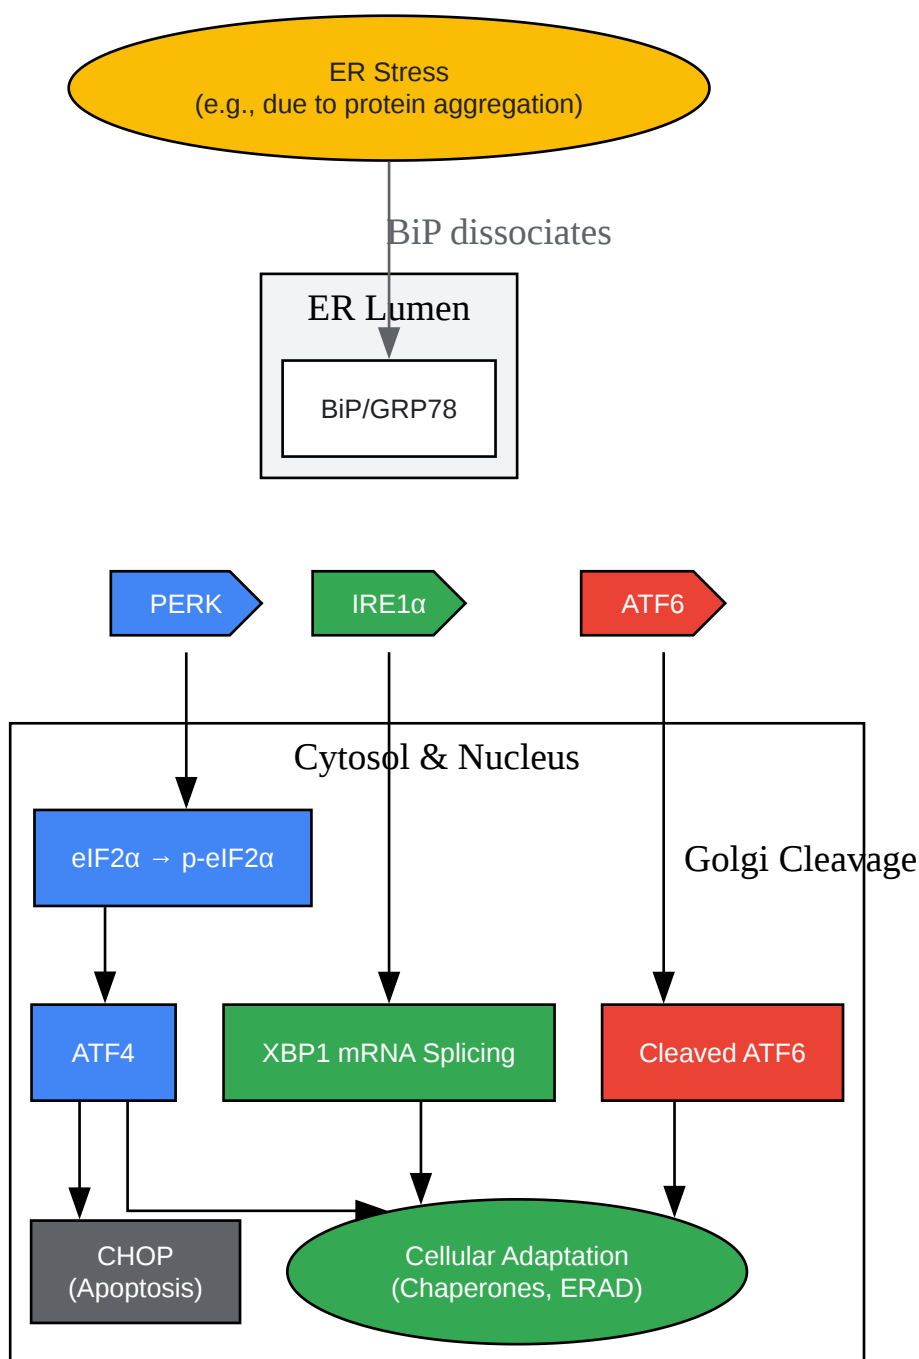 ER Stress
(e.g., due to protein aggregation)
BiP dissociates
ER Lumen
BiP/GRP78
PERK
IRE1α
ATF6
Cytosol & Nucleus
eIF2α → p-eIF2α
Golgi Cleavage
ATF4
XBP1 mRNA Splicing
Cleaved ATF6
CHOP
(Apoptosis)
Cellular Adaptation
(Chaperones, ERAD)